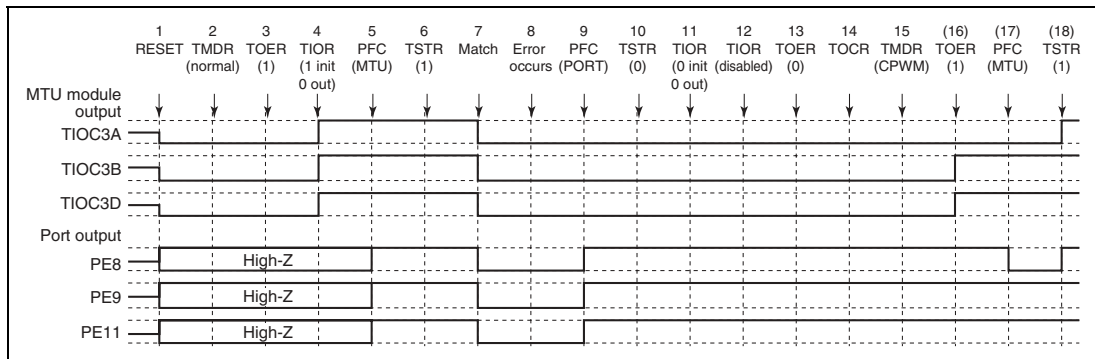 1 2 3 4 5 6 7 8 9 10 11 12 13 14 15 (16) (17) (18)
RESET TMDR TOER TIOR PFC TSTR Match Error PFC TSTR TIOR TIOR TOER TOCR TMDR TOER PFC TSTR
(normal) (1) (1 init (MTU) (1) occurs (PORT) (0) (0 init (disabled) (0) (CPWM) (1) (MTU) (1)
0 out) 0 out)
MTU module
output
TIOC3A
TIOC3B
TIOC3D
Port output
PE8 High-Z
PE9 High-Z
PE11 High-Z